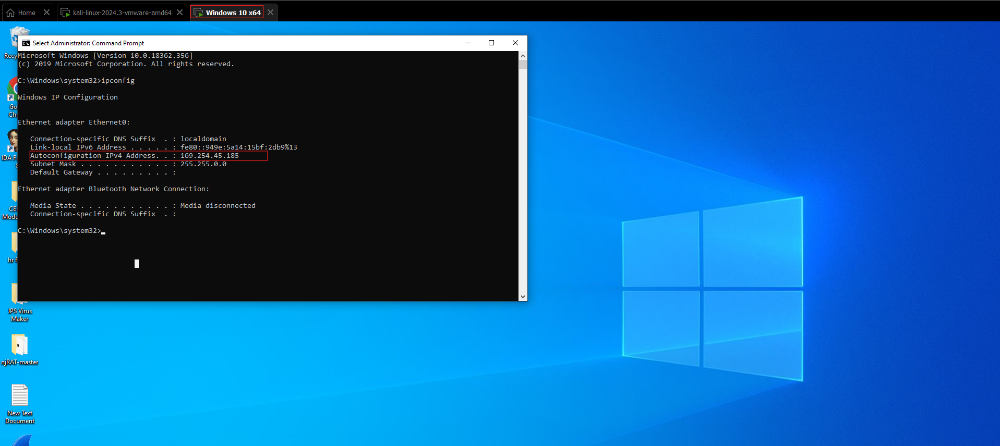 Home
kali-linux-2024.3-vmware-amd64
Windows 10 x64
Select Administrator: Command Prompt
Microsoft Windows [Version 10.0.18362.356]
(c) 2019 Microsoft Corporation. All rights reserved.
C:\Windows\system32>ipconfig
Windows IP Configuration
Ethernet adapter Ethernet0:
Connection-specific DNS Suffix  . : localdomain
Link-local IPv6 Address . . . . . : fe80::949e:5a14:15bf:2db9%13
Autoconfiguration IPv4 Address. . : 169.254.45.185
Subnet Mask . . . . . . . . . . . : 255.255.0.0
Default Gateway . . . . . . . . . :
Ethernet adapter Bluetooth Network Connection:
Media State . . . . . . . . . . . : Media disconnected
Connection-specific DNS Suffix  . :
C:\Windows\system32>
Recy
Go
Chr
IDA Fr
8
CE
Modu
hr f
JPS Virus
Maker
njRAT-master
New Text
Document